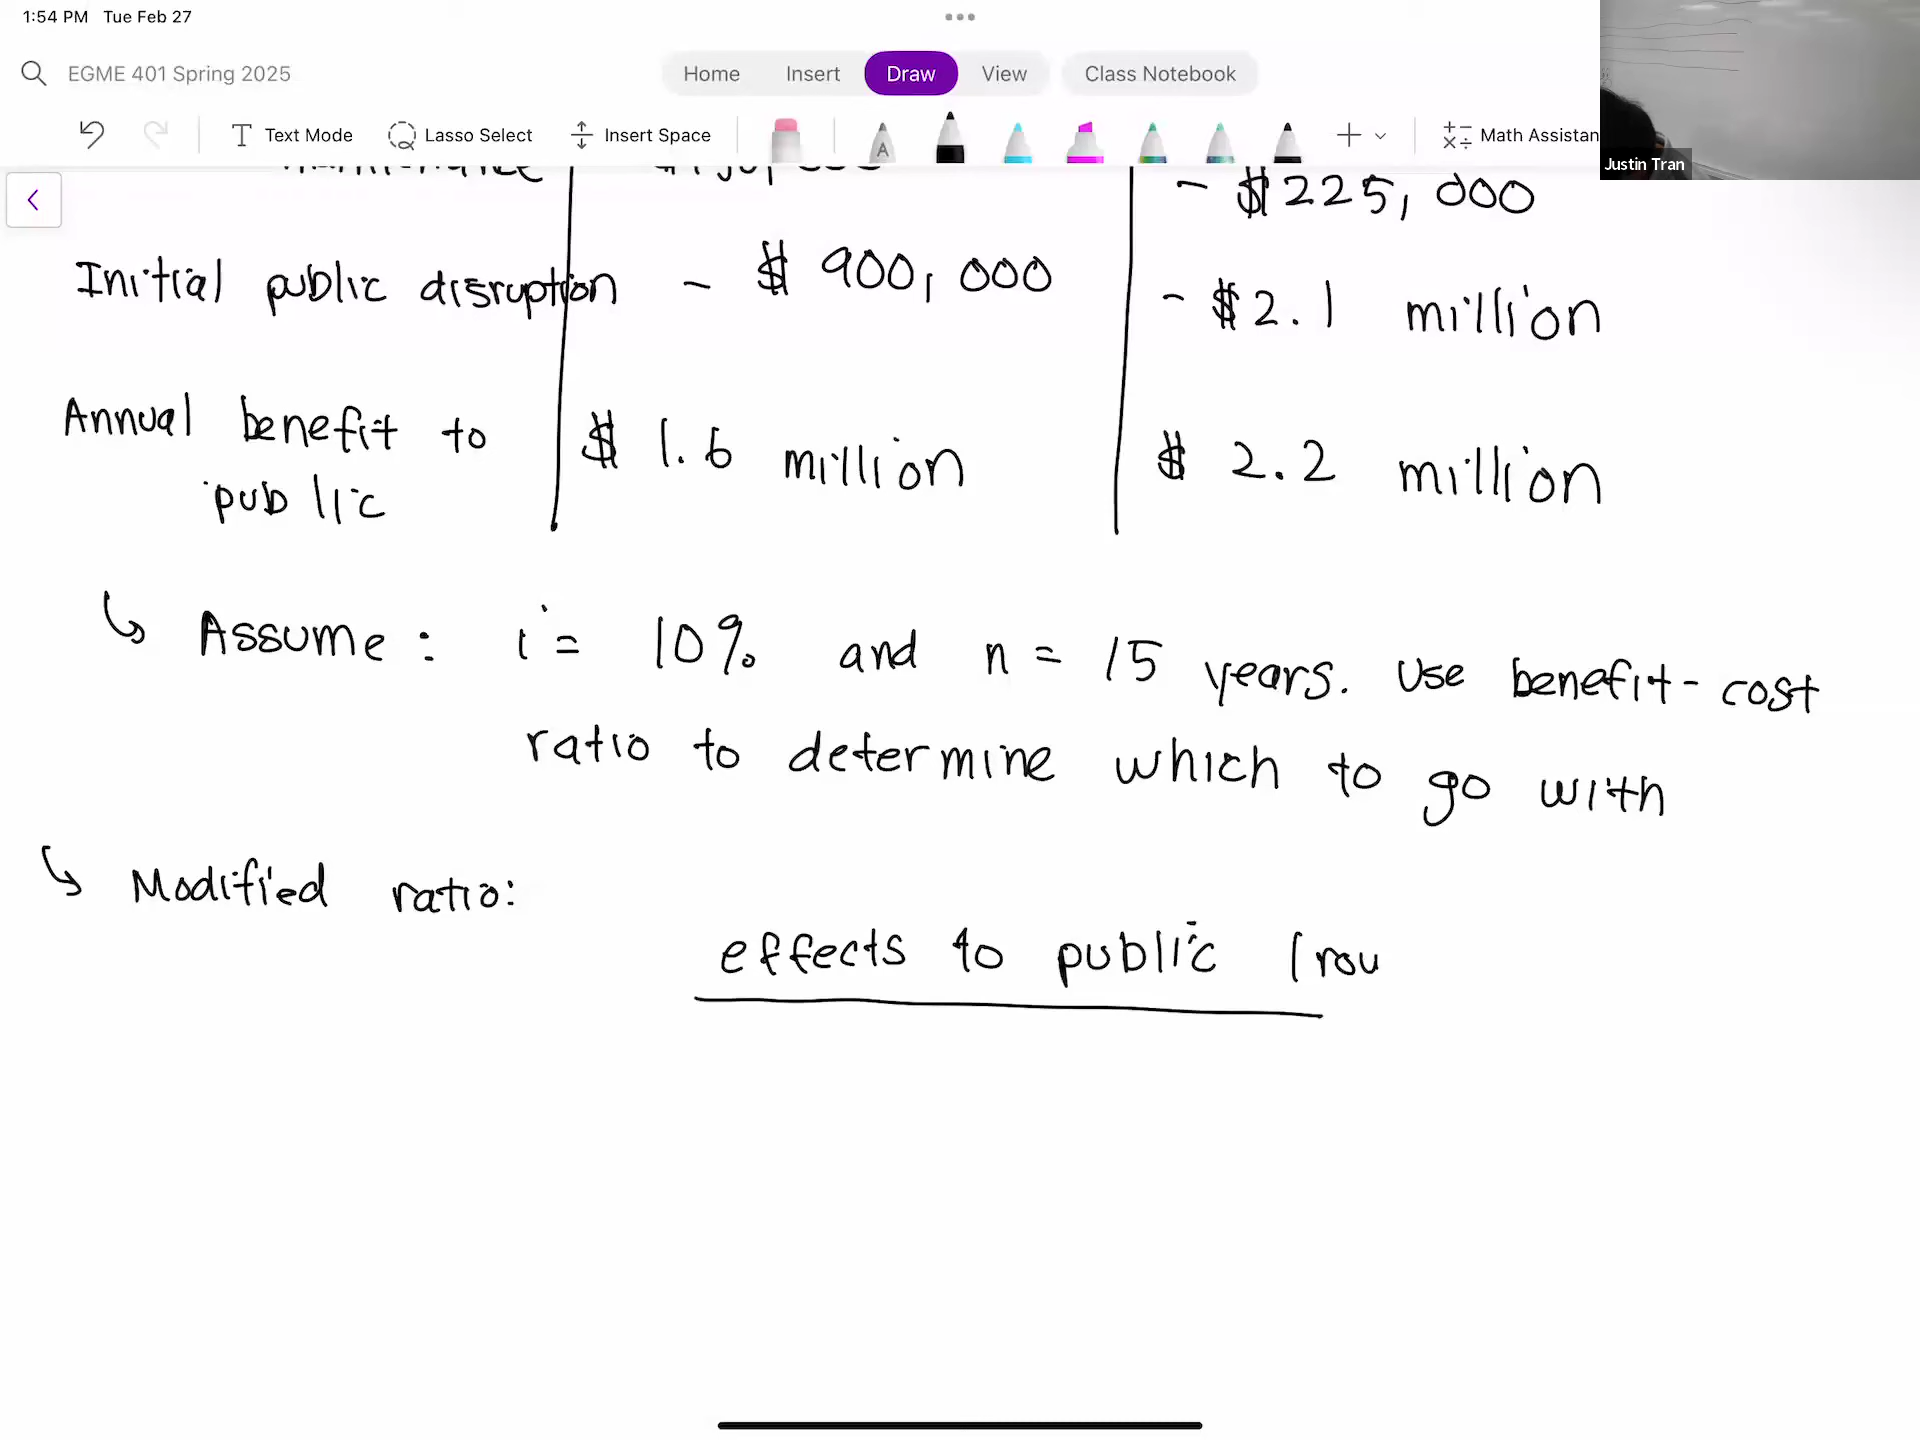 1:54 PM Tue Feb 27
EGME 401 Spring 2025
Home Insert Draw View Class Notebook
Text Mode Lasso Select Insert Space Math Assistan
Justin Tran
- $225,000
Initial public disruption - $ 900,000 - $2.1 million
Annual benefit to $ 1.6 million $ 2.2 million
public
Assume: i = 10% and n = 15 years. Use benefit-cost
ratio to determine which to go with
Modified ratio:
effects to public (rou